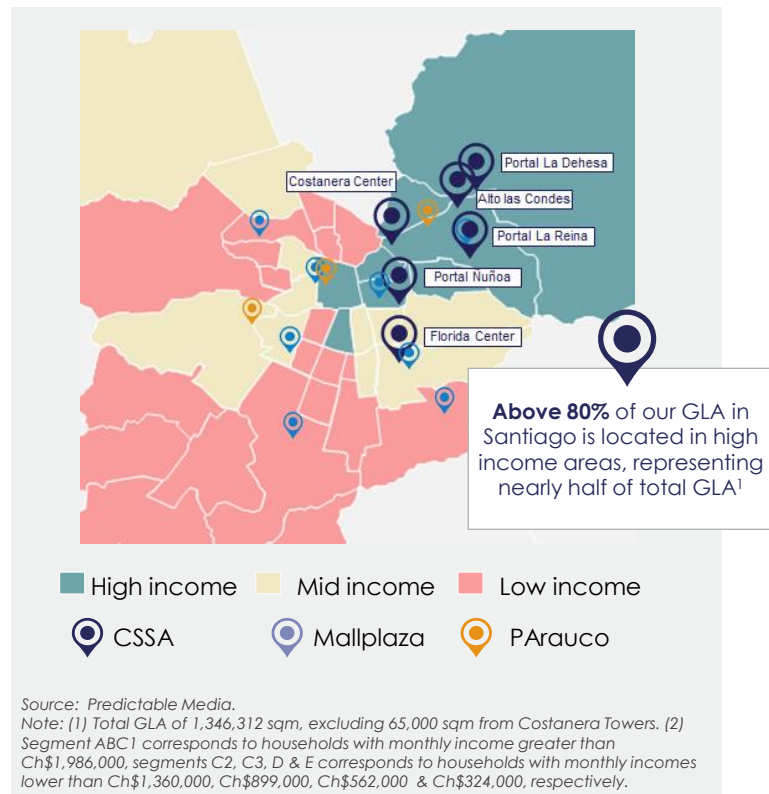 Portal La Dehesa
Costanera Center
Alto las Condes
Portal La Reina
Portal Ñuñoa
Florida Center
Above 80% of our GLA in
Santiago is located in high
income areas, representing
nearly half of total GLA¹
High income
Mid income
Low income
CSSA
Mallplaza
PArauco
Source: Predictable Media.
Note: (1) Total GLA of 1,346,312 sqm, excluding 65,000 sqm from Costanera Towers. (2)
Segment ABC1 corresponds to households with monthly income greater than
Ch$1,986,000, segments C2, C3, D & E corresponds to households with monthly incomes
lower than Ch$1,360,000, Ch$899,000, Ch$562,000 & Ch$324,000, respectively.